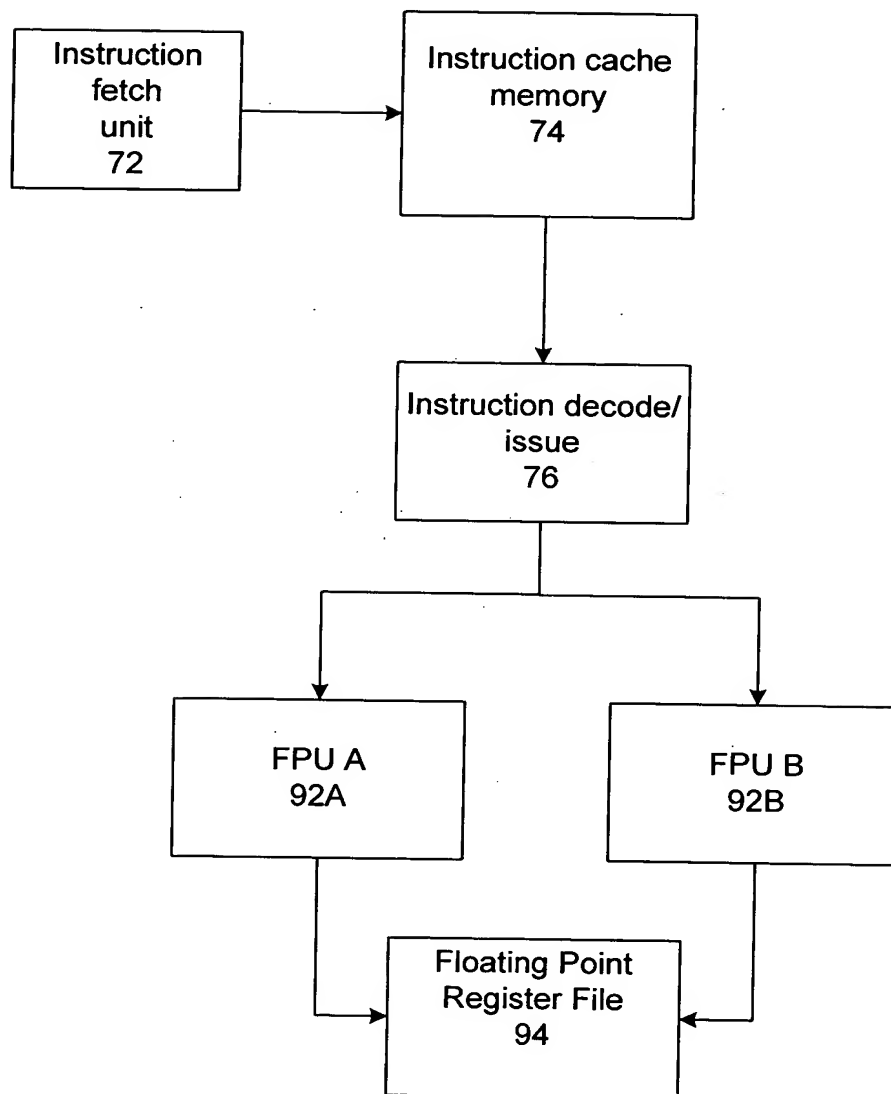 Instruction
fetch
unit
72
Instruction cache
memory
74
Instruction decode/
issue
76
FPU A
92A
FPU B
92B
Floating Point
Register File
94